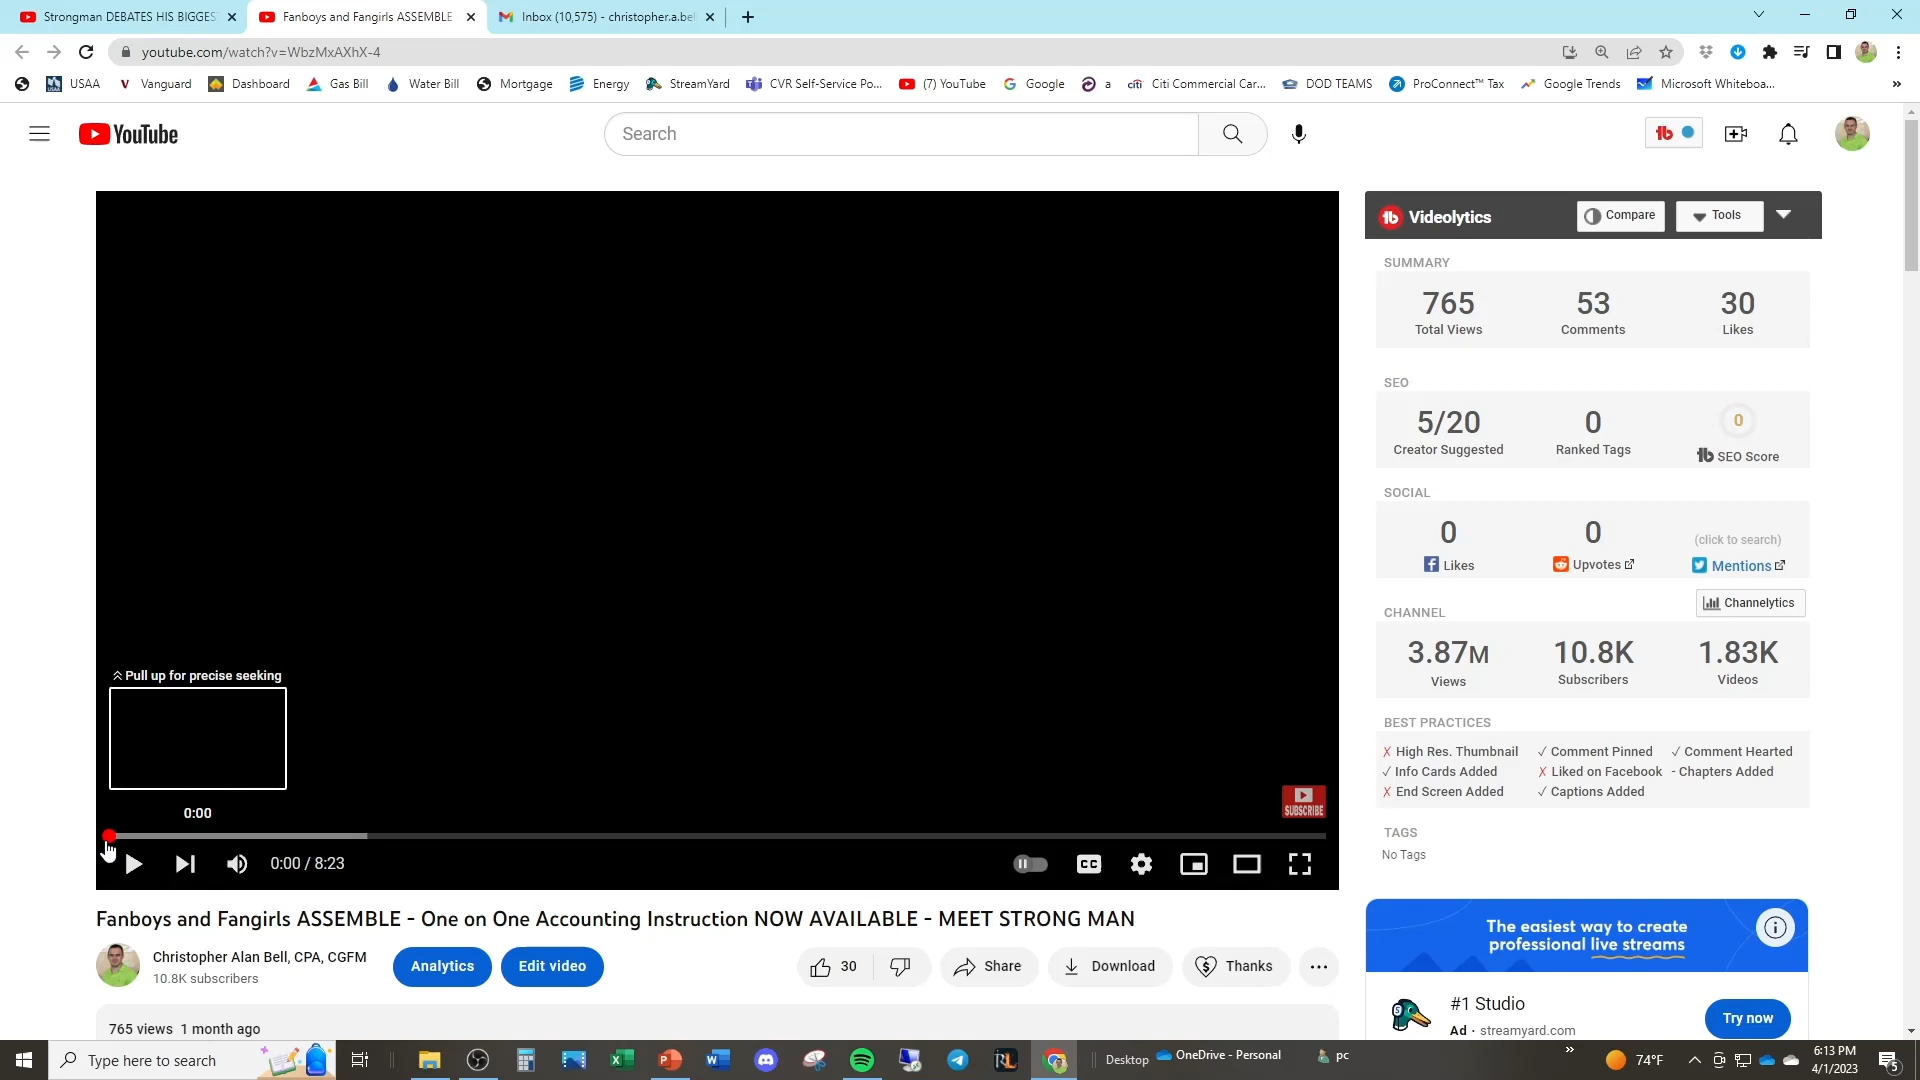 Strongman DEBATES HIS BIGGES
Fanboys and Fangirls ASSEMBLE
Inbox (10,575) - christopher.a.bel
youtube.com/watch?v=WbzMxAXhX-4
USAA
Vanguard
Dashboard
Gas Bill
Water Bill
Mortgage
Energy
StreamYard
CVR Self-Service Po...
(7) YouTube
Google
a
Citi Commercial Car...
DOD TEAMS
ProConnect™ Tax
Google Trends
Microsoft Whiteboa...
YouTube
Search
Videolytics
Compare
Tools
SUMMARY
765 53 30
Total Views Comments Likes
SEO
5/20 0 0
Creator Suggested Ranked Tags SEO Score
SOCIAL
0 0 (click to search)
Likes Upvotes Mentions
CHANNEL
Channelytics
3.87M 10.8K 1.83K
Views Subscribers Videos
BEST PRACTICES
X High Res. Thumbnail ✓ Comment Pinned ✓ Comment Hearted
✓ Info Cards Added X Liked on Facebook - Chapters Added
X End Screen Added ✓ Captions Added
TAGS
No Tags
Pull up for precise seeking
0:00
SUBSCRIBE
0:00 / 8:23
CC
Fanboys and Fangirls ASSEMBLE - One on One Accounting Instruction NOW AVAILABLE - MEET STRONG MAN
Christopher Alan Bell, CPA, CGFM
10.8K subscribers
Analytics
Edit video
30
Share
Download
Thanks
765 views 1 month ago
The easiest way to create
professional live streams
#1 Studio
Ad · streamyard.com
Try now
Type here to search
Desktop
OneDrive - Personal
pc
74°F
6:13 PM
4/1/2023
5